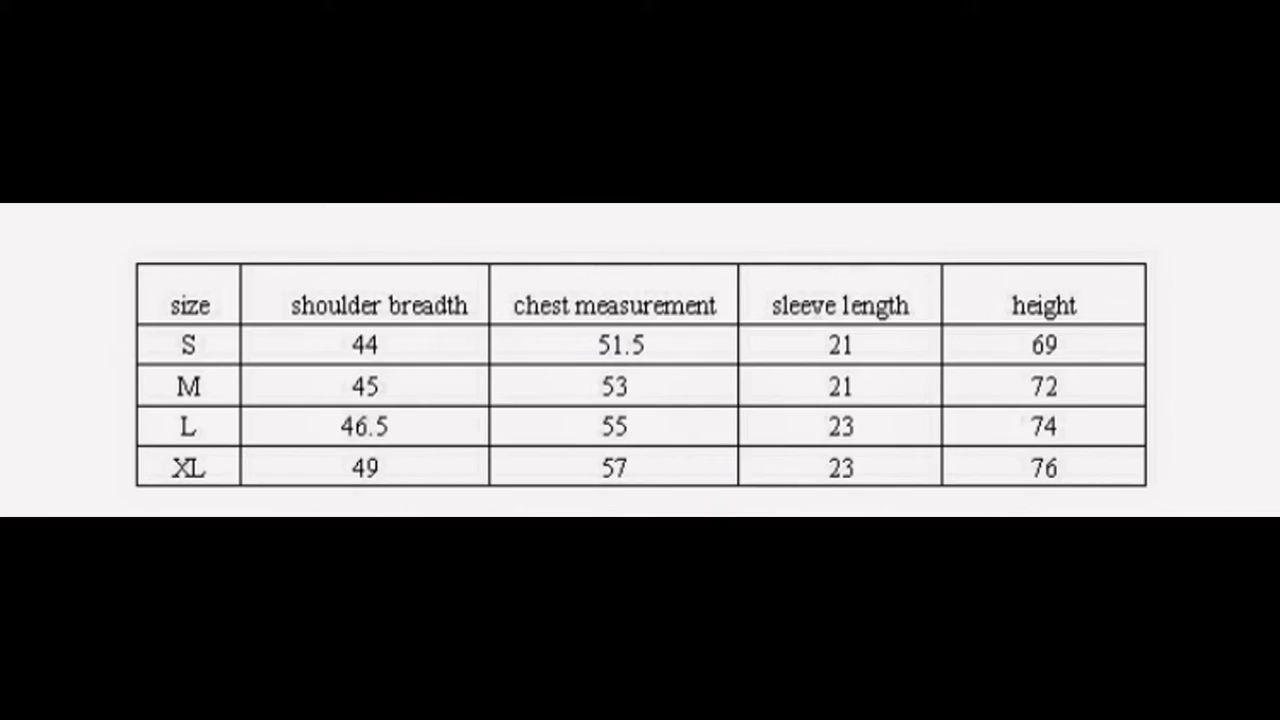 size shoulder breadth chest measurement sleeve length height
S 44 51.5 21 69
M 45 53 21 72
L 46.5 55 23 74
XL 49 57 23 76